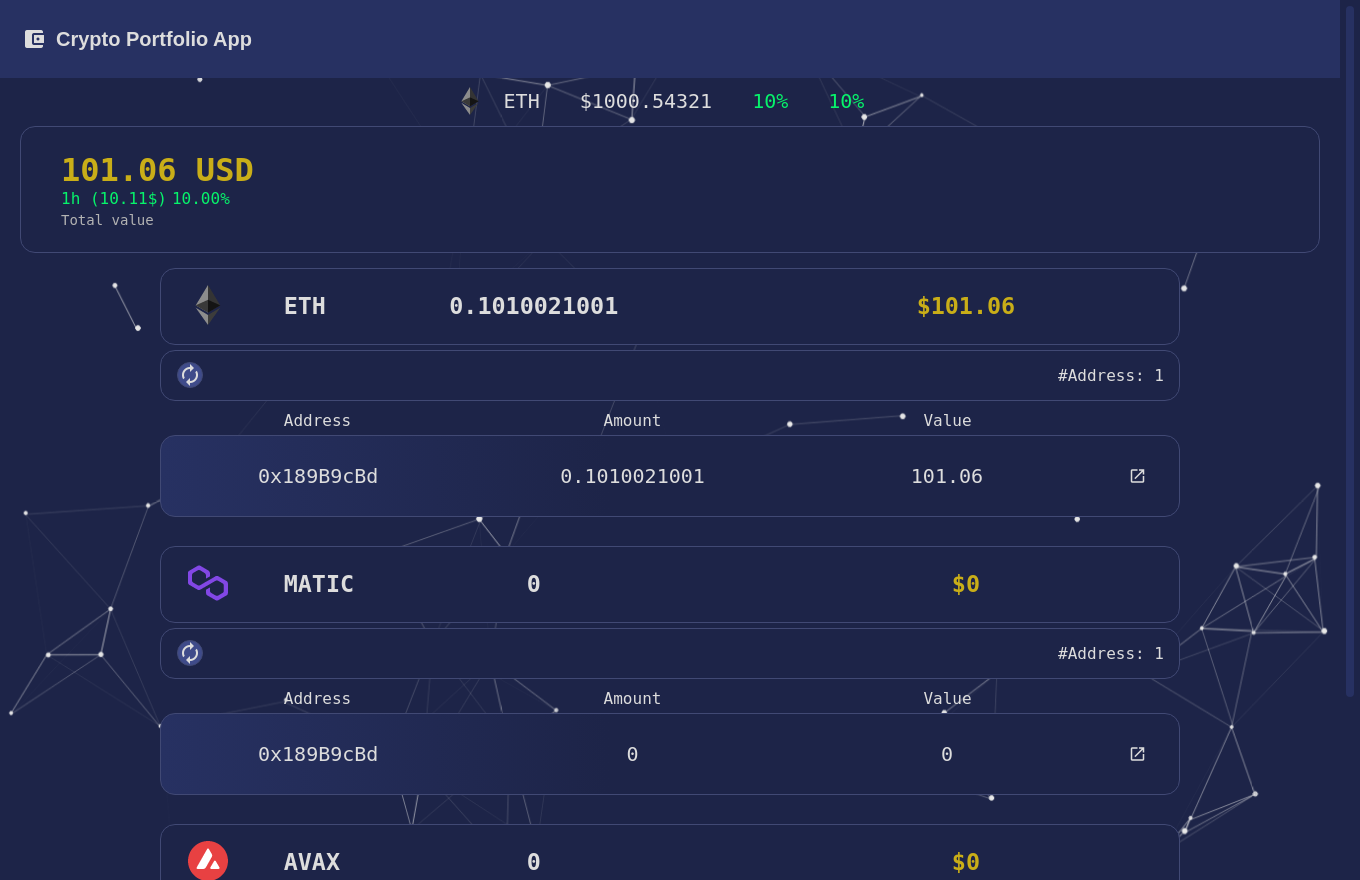 Crypto Portfolio App
ETH $1000.54321 10% 10%
101.06 USD
1h (10.11$) 10.00%
Total value
ETH 0.1010021001 $101.06
#Address: 1
Address Amount Value
0x189B9cBd 0.1010021001 101.06
MATIC 0 $0
#Address: 1
Address Amount Value
0x189B9cBd 0 0
AVAX 0 $0